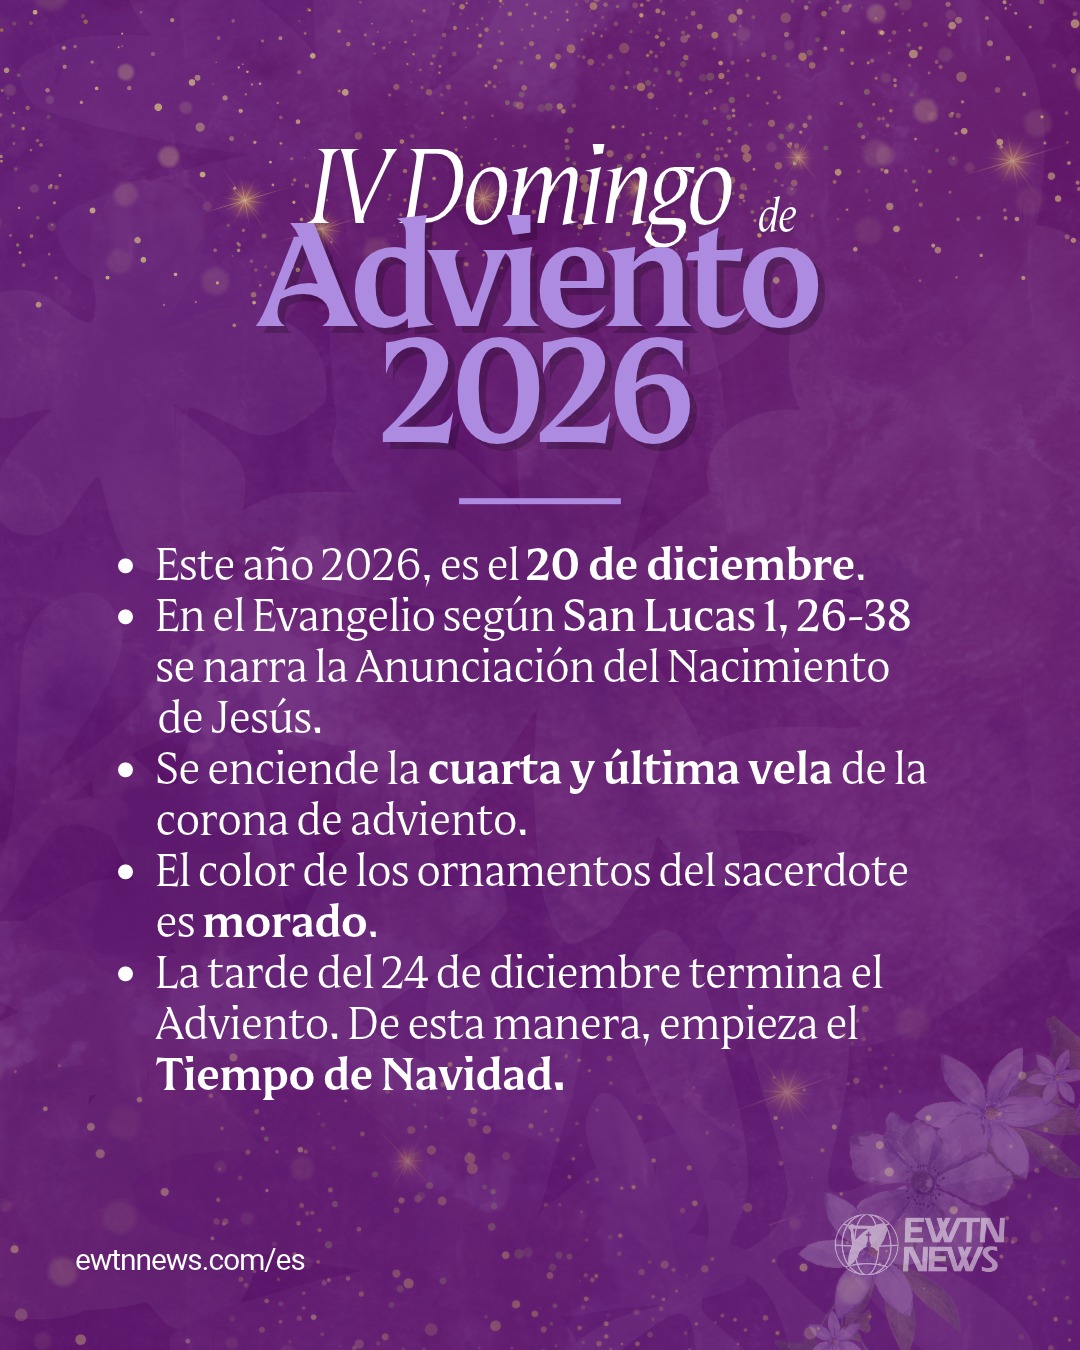 IV Domingo de
Adviento
2026
• Este año 2026, es el 20 de diciembre.
• En el Evangelio según San Lucas 1, 26-38
se narra la Anunciación del Nacimiento
de Jesús.
• Se enciende la cuarta y última vela de la
corona de adviento.
• El color de los ornamentos del sacerdote
es morado.
• La tarde del 24 de diciembre termina el
Adviento. De esta manera, empieza el
Tiempo de Navidad.
ewtnnews.com/es
EWTN
NEWS